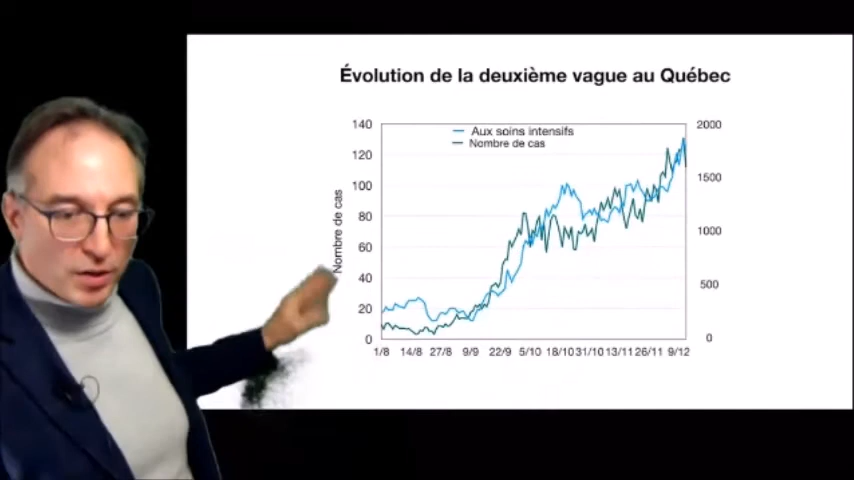 Évolution de la deuxième vague au Québec
140
120
100
80
60
40
20
0
Nombre de cas
Aux soins intensifs
Nombre de cas
2000
1500
1000
500
0
1/8 14/8 27/8 9/9 22/9 5/10 18/10 31/10 13/11 26/11 9/12